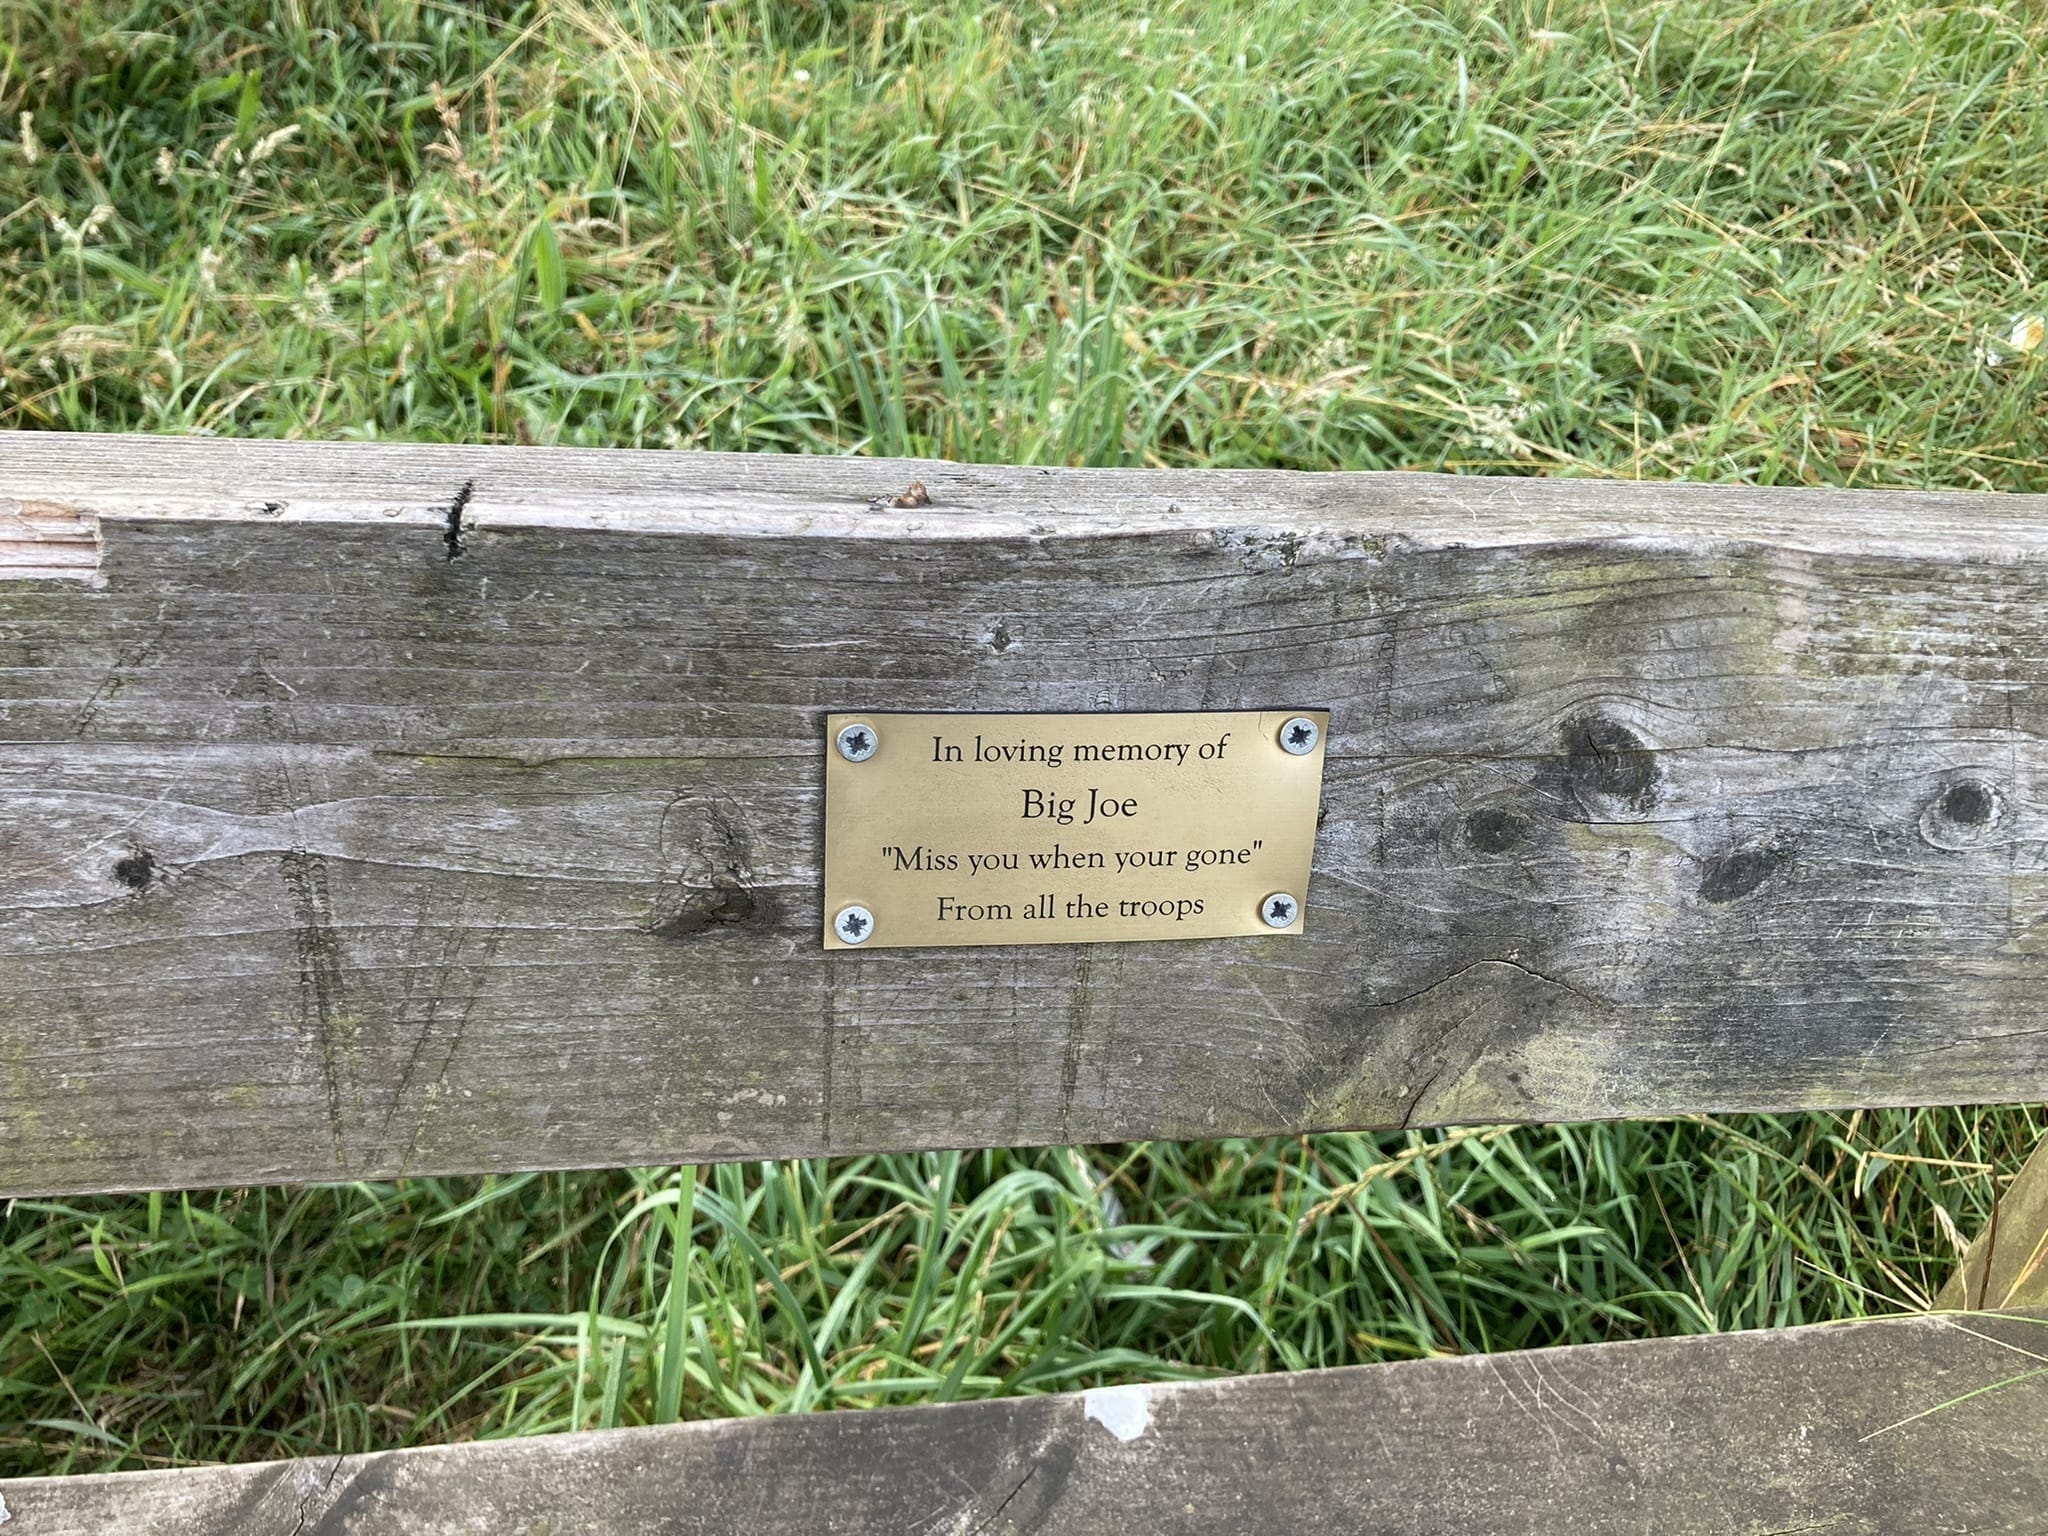 In loving memory of
Big Joe
"Miss you when your gone"
From all the troops